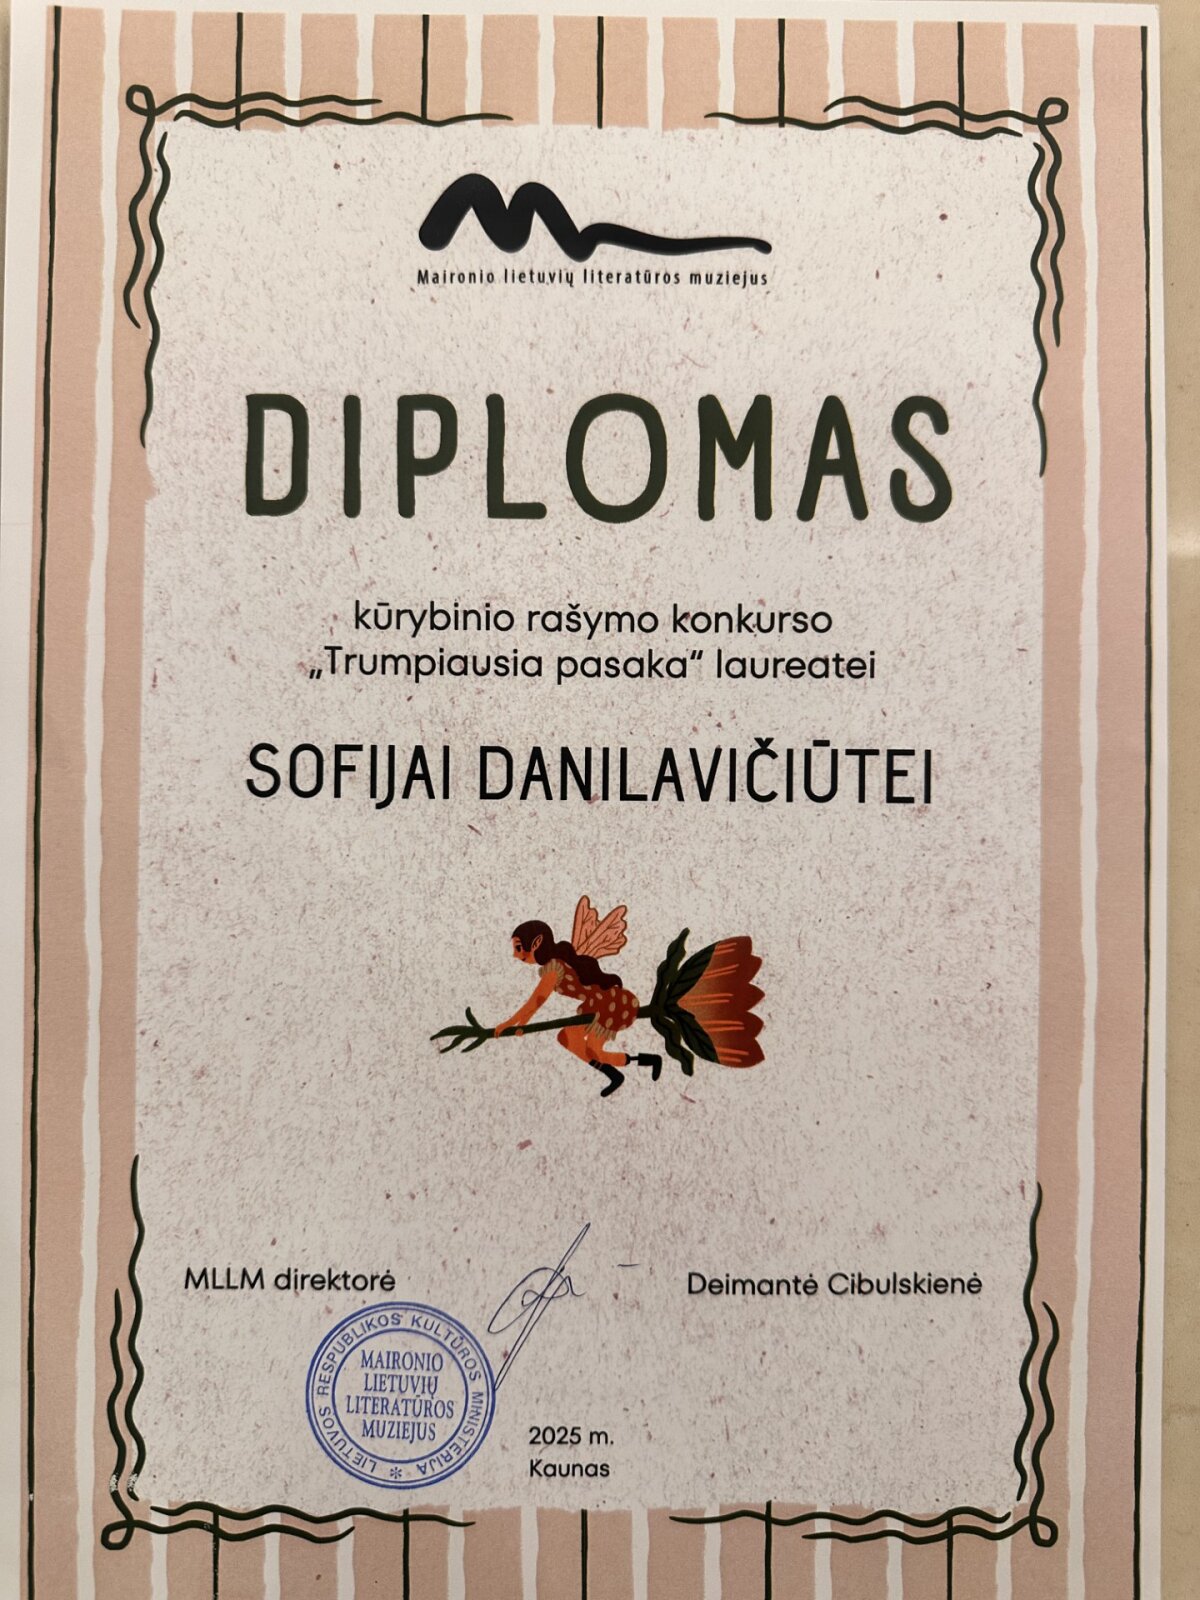 Maironio lietuvių literatūros muziejus
DIPLOMAS
kūrybinio rašymo konkurso
„Trumpiausia pasaka“ laureatei
SOFIJAI DANILAVIČIŪTEI
MLLM direktorė
Deimantė Cibulskienė
LIETUVOS RESPUBLIKOS KULTŪROS MINISTERIJA
MAIRONIO
LIETUVIŲ
LITERATŪROS
MUZIEJUS
2025 m.
Kaunas